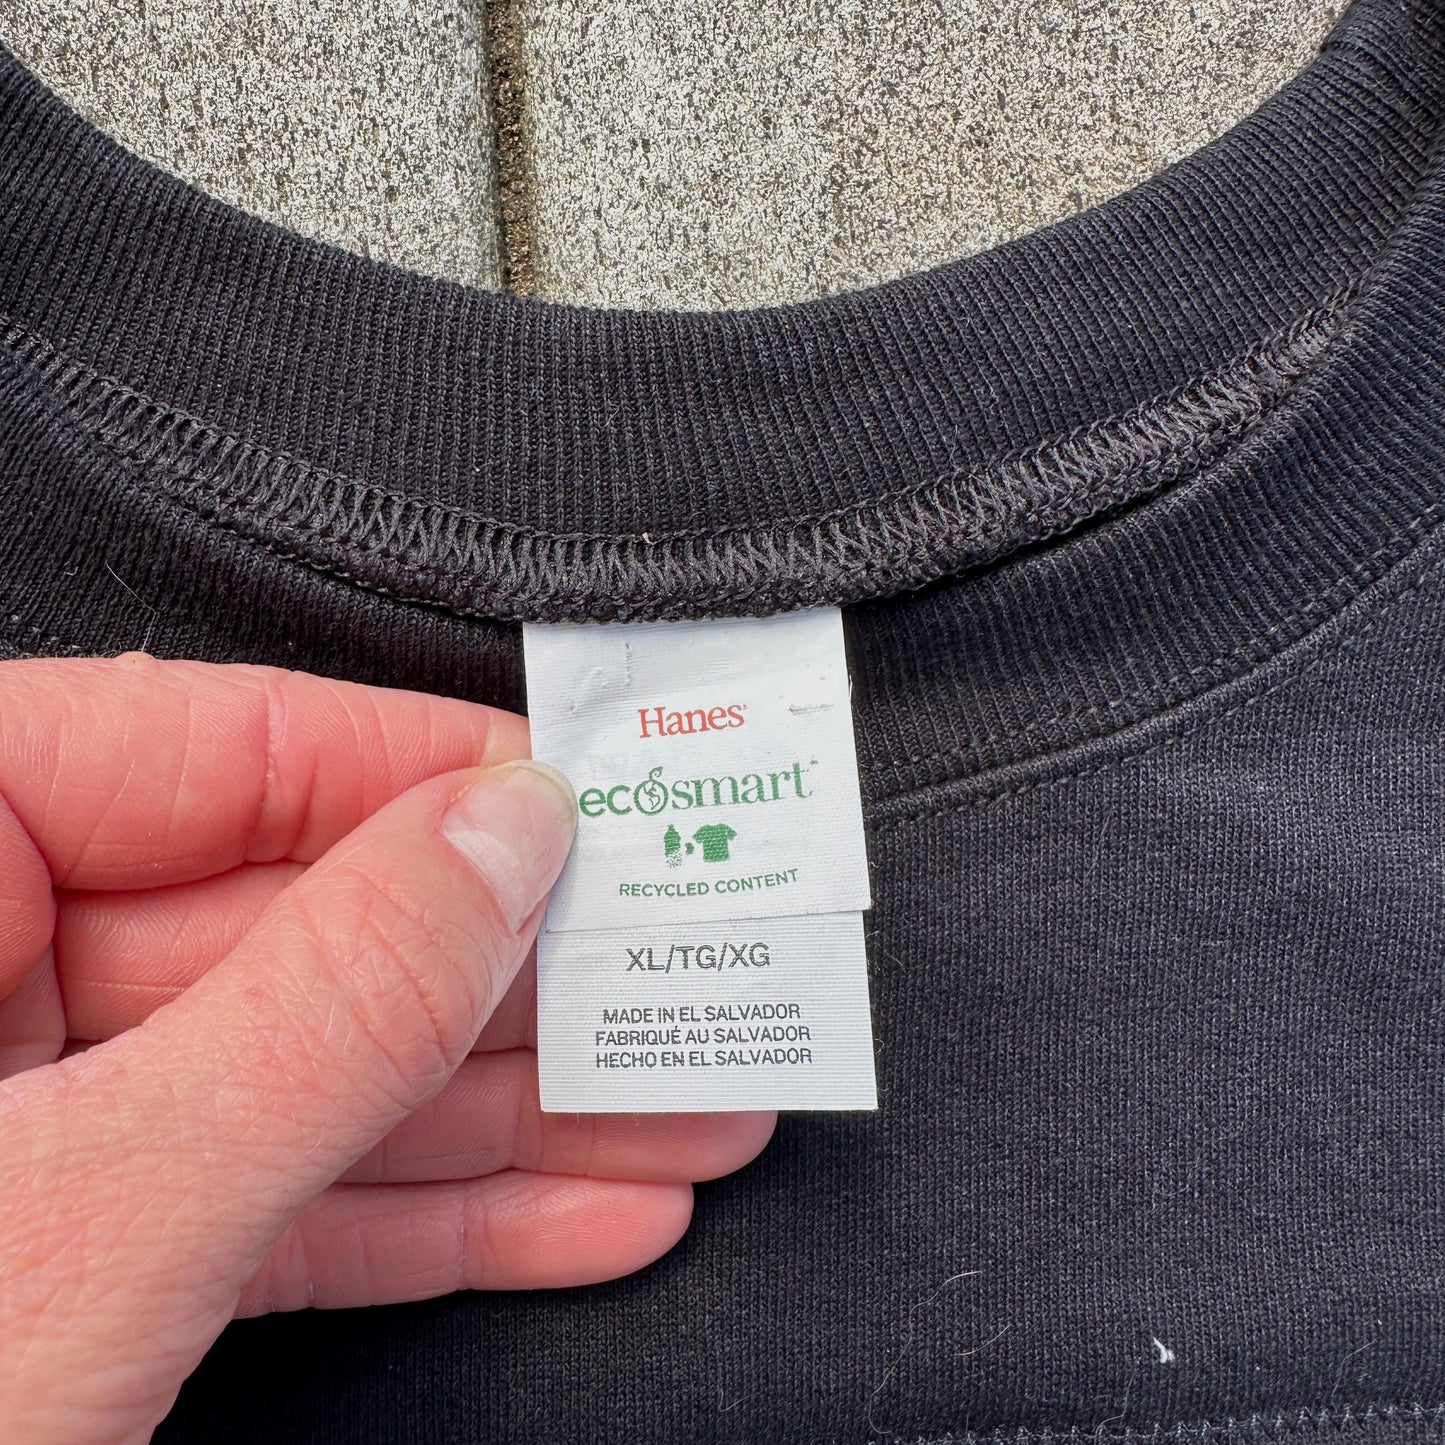 Hanes
ecosmart
RECYCLED CONTENT
XL/TG/XG
MADE IN EL SALVADOR
FABRIQUÉ AU SALVADOR
HECHO EN EL SALVADOR